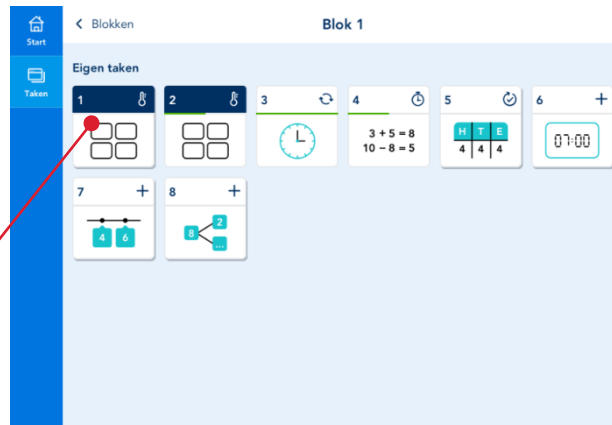 Start
Taken
Blokken
Blok 1
Eigen taken
1
2
3
4
3 + 5 = 8
10 − 8 = 5
5
H T E
4 4 4
6
07:00
7
4 6
8
8 2
...